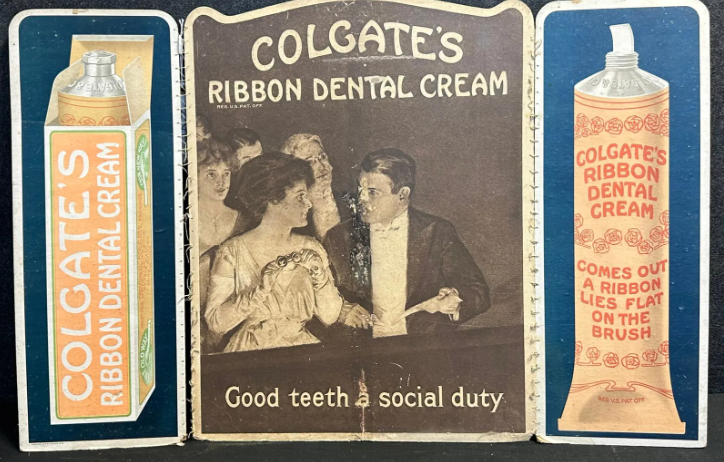 COLGATE'S
RIBBON DENTAL CREAM
COLGATE'S
RIBBON DENTAL CREAM
REG. U.S. PAT. OFF.
Good teeth a social duty
COLGATE'S
RIBBON
DENTAL
CREAM
COMES OUT
A RIBBON
LIES FLAT
ON THE
BRUSH
REG. U.S. PAT. OFF.